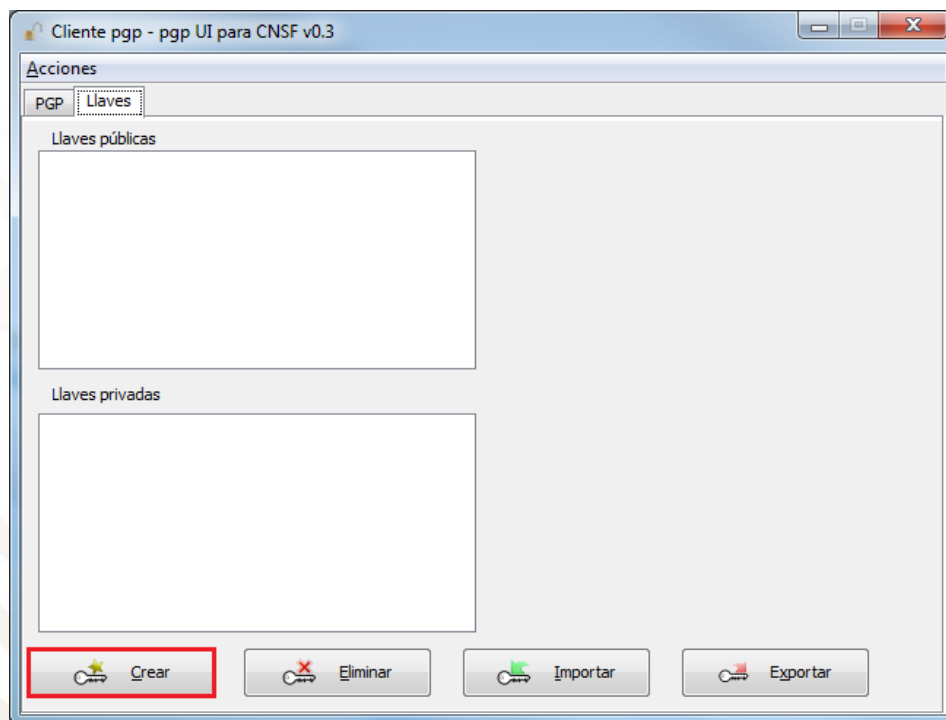 Cliente pgp - pgp UI para CNSF v0.3
Acciones
PGP Llaves
Llaves públicas
Llaves privadas
Crear Eliminar Importar Exportar